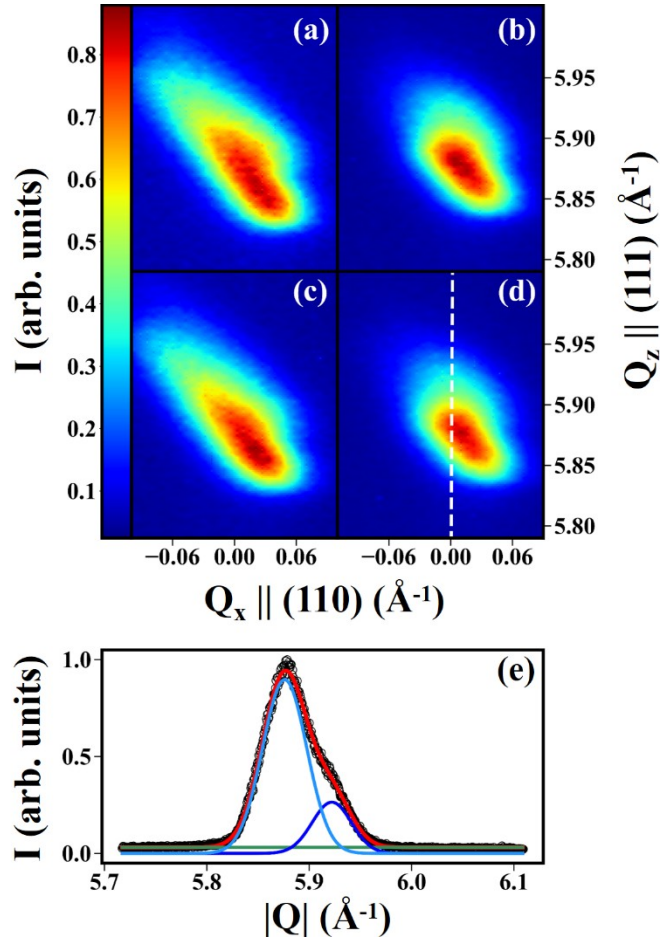 (a)
(b)
(c)
(d)
I (arb. units)
0.8
0.7
0.6
0.5
0.4
0.3
0.2
0.1
5.95
5.90
5.85
5.80
5.95
5.90
5.85
5.80
Q_z || (111) (Å⁻¹)
−0.06 0.00 0.06 −0.06 0.00 0.06
Q_x || (110) (Å⁻¹)
(e)
I (arb. units)
1.0
0.5
0.0
5.7 5.8 5.9 6.0 6.1
|Q| (Å⁻¹)